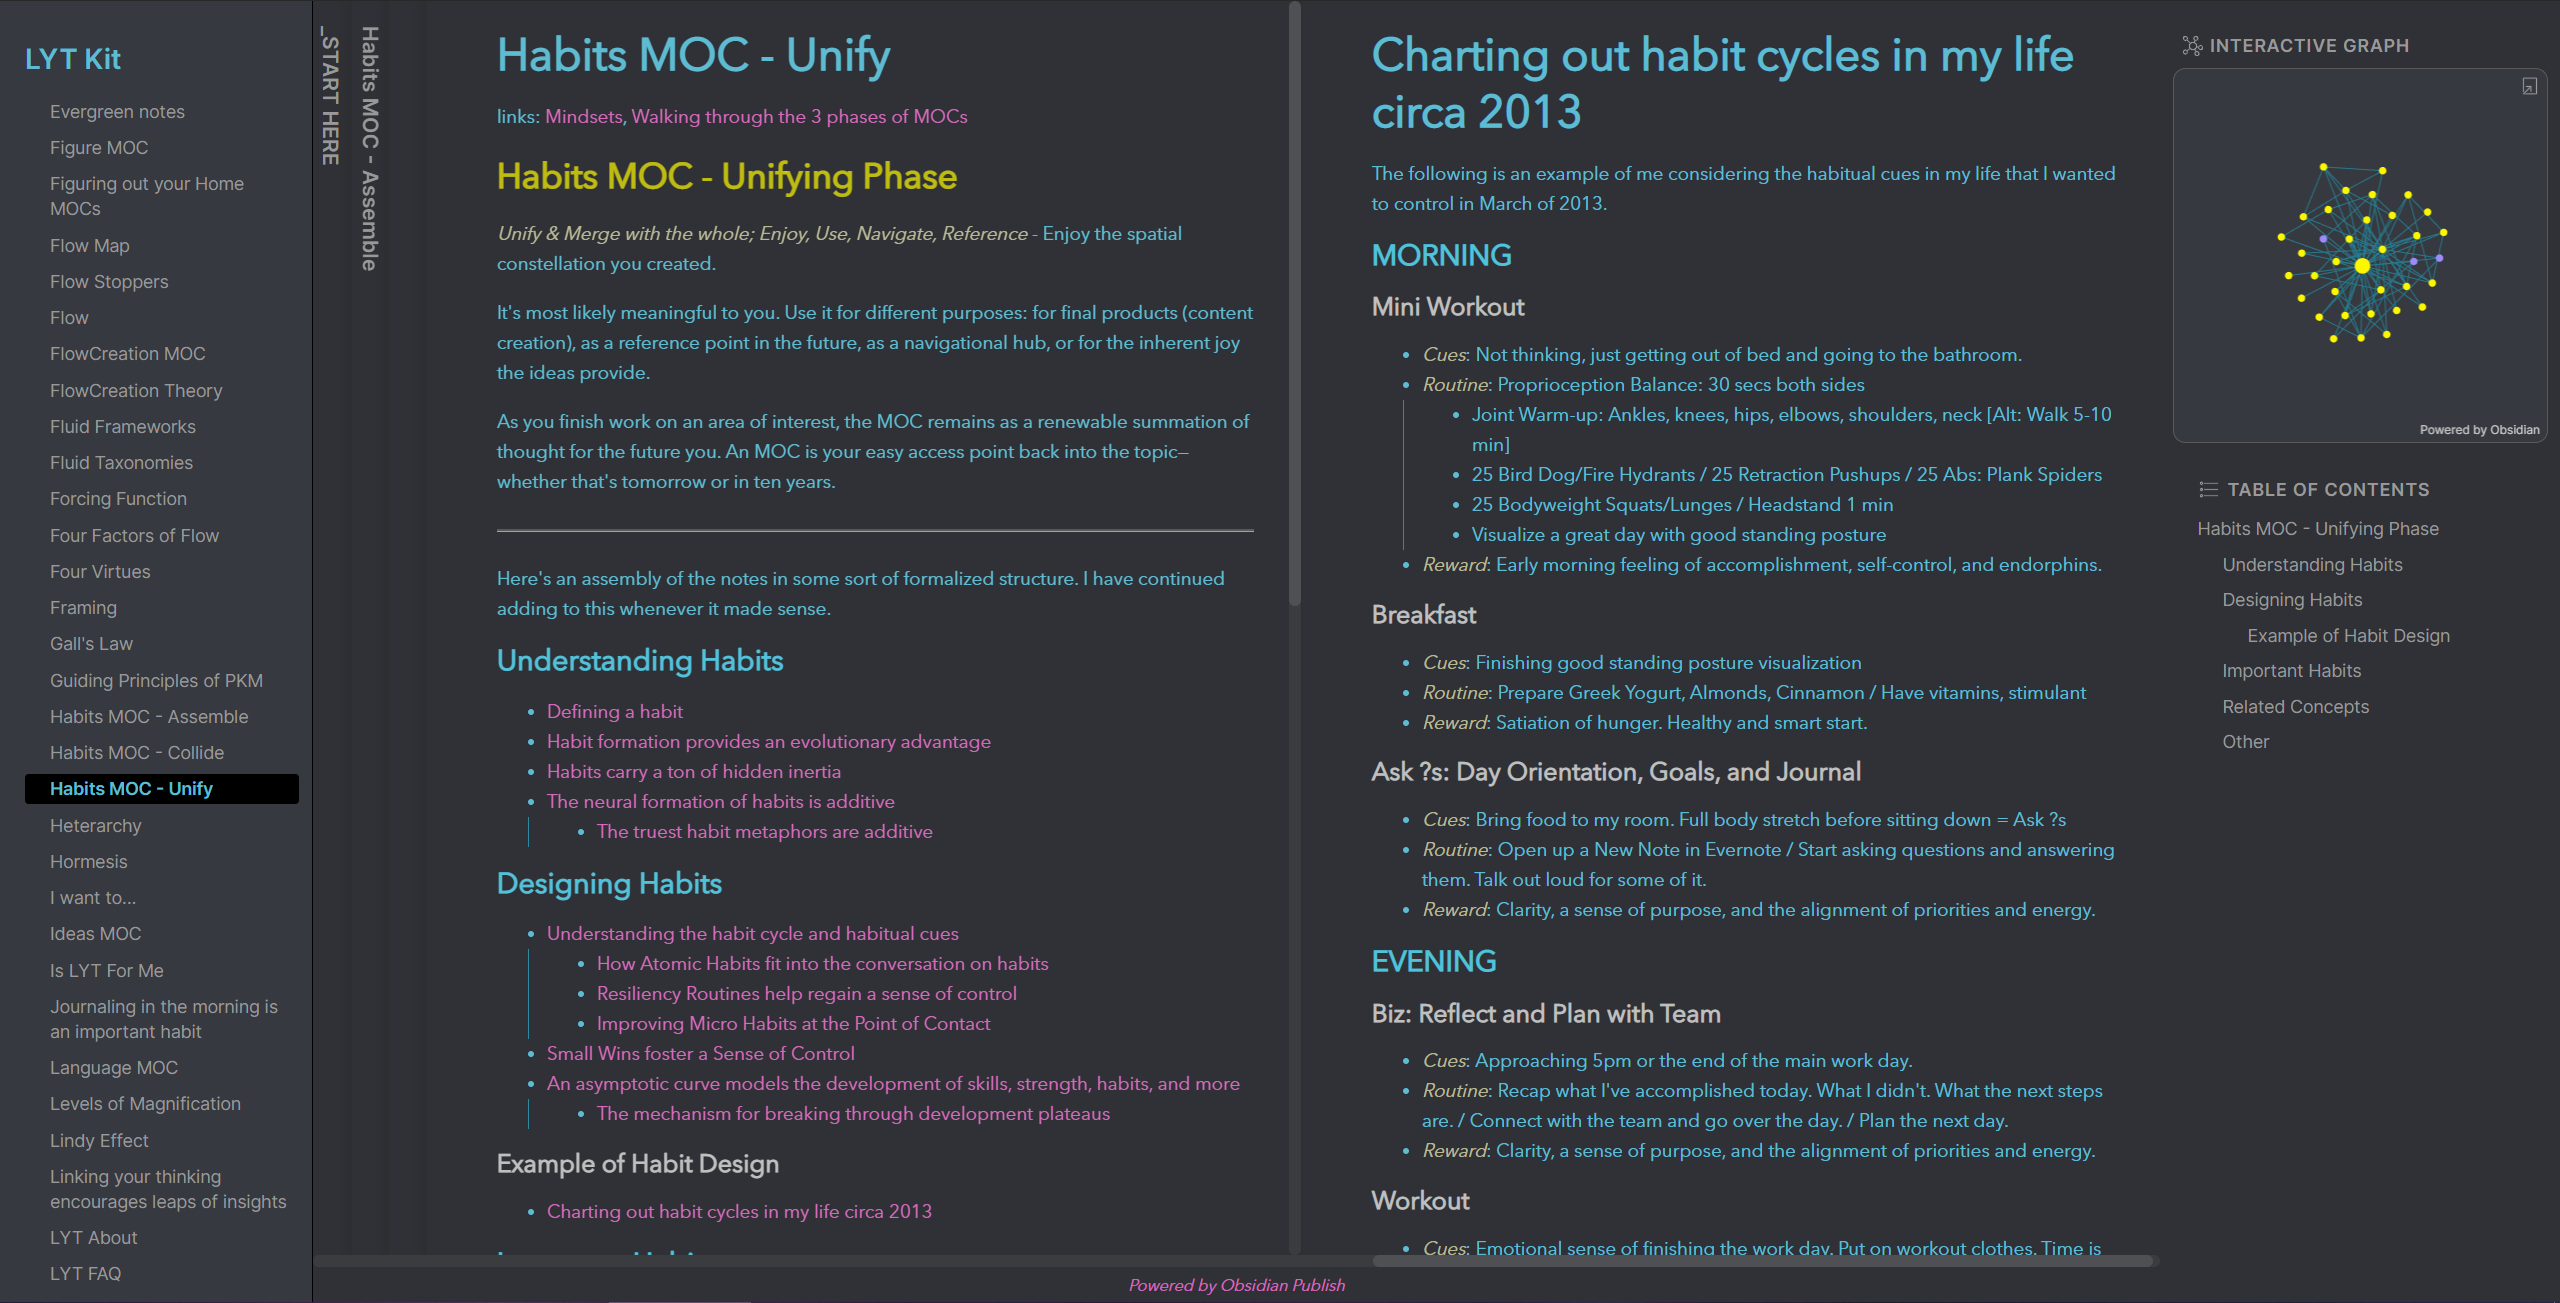 LYT Kit
Evergreen notes
Figure MOC
Figuring out your Home
MOCs
Flow Map
Flow Stoppers
Flow
FlowCreation MOC
FlowCreation Theory
Fluid Frameworks
Fluid Taxonomies
Forcing Function
Four Factors of Flow
Four Virtues
Framing
Gall's Law
Guiding Principles of PKM
Habits MOC - Assemble
Habits MOC - Collide
Habits MOC - Unify
Heterarchy
Hormesis
I want to...
Ideas MOC
Is LYT For Me
Journaling in the morning is
an important habit
Language MOC
Levels of Magnification
Lindy Effect
Linking your thinking
encourages leaps of insights
LYT About
LYT FAQ
_START HERE
Habits MOC - Assemble
Habits MOC - Unify
links: Mindsets, Walking through the 3 phases of MOCs
Habits MOC - Unifying Phase
Unify & Merge with the whole; Enjoy, Use, Navigate, Reference - Enjoy the spatial
constellation you created.
It's most likely meaningful to you. Use it for different purposes: for final products (content
creation), as a reference point in the future, as a navigational hub, or for the inherent joy
the ideas provide.
As you finish work on an area of interest, the MOC remains as a renewable summation of
thought for the future you. An MOC is your easy access point back into the topic—
whether that's tomorrow or in ten years.
Here's an assembly of the notes in some sort of formalized structure. I have continued
adding to this whenever it made sense.
Understanding Habits
• Defining a habit
• Habit formation provides an evolutionary advantage
• Habits carry a ton of hidden inertia
• The neural formation of habits is additive
• The truest habit metaphors are additive
Designing Habits
• Understanding the habit cycle and habitual cues
• How Atomic Habits fit into the conversation on habits
• Resiliency Routines help regain a sense of control
• Improving Micro Habits at the Point of Contact
• Small Wins foster a Sense of Control
• An asymptotic curve models the development of skills, strength, habits, and more
• The mechanism for breaking through development plateaus
Example of Habit Design
• Charting out habit cycles in my life circa 2013
Charting out habit cycles in my life
circa 2013
The following is an example of me considering the habitual cues in my life that I wanted
to control in March of 2013.
MORNING
Mini Workout
• Cues: Not thinking, just getting out of bed and going to the bathroom.
• Routine: Proprioception Balance: 30 secs both sides
• Joint Warm-up: Ankles, knees, hips, elbows, shoulders, neck [Alt: Walk 5-10
min]
• 25 Bird Dog/Fire Hydrants / 25 Retraction Pushups / 25 Abs: Plank Spiders
• 25 Bodyweight Squats/Lunges / Headstand 1 min
• Visualize a great day with good standing posture
• Reward: Early morning feeling of accomplishment, self-control, and endorphins.
Breakfast
• Cues: Finishing good standing posture visualization
• Routine: Prepare Greek Yogurt, Almonds, Cinnamon / Have vitamins, stimulant
• Reward: Satiation of hunger. Healthy and smart start.
Ask ?s: Day Orientation, Goals, and Journal
• Cues: Bring food to my room. Full body stretch before sitting down = Ask ?s
• Routine: Open up a New Note in Evernote / Start asking questions and answering
them. Talk out loud for some of it.
• Reward: Clarity, a sense of purpose, and the alignment of priorities and energy.
EVENING
Biz: Reflect and Plan with Team
• Cues: Approaching 5pm or the end of the main work day.
• Routine: Recap what I've accomplished today. What I didn't. What the next steps
are. / Connect with the team and go over the day. / Plan the next day.
• Reward: Clarity, a sense of purpose, and the alignment of priorities and energy.
Workout
• Cues: Emotional sense of finishing the work day. Put on workout clothes. Time is
INTERACTIVE GRAPH
Powered by Obsidian
TABLE OF CONTENTS
Habits MOC - Unifying Phase
Understanding Habits
Designing Habits
Example of Habit Design
Important Habits
Related Concepts
Other
Powered by Obsidian Publish